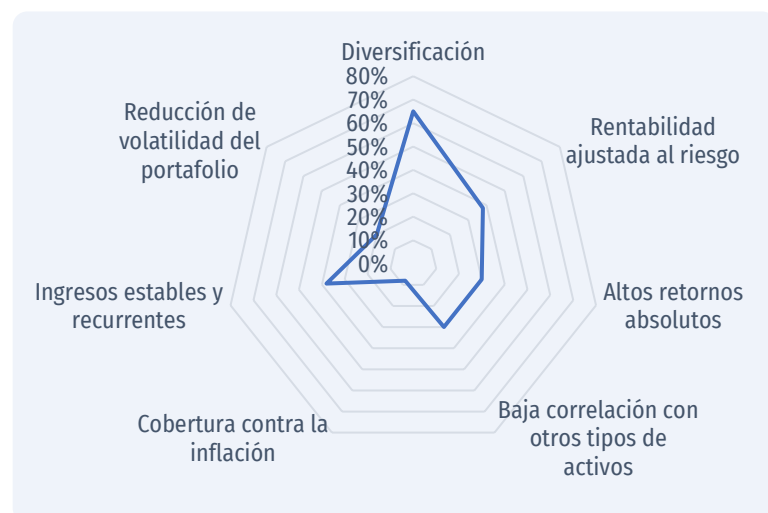 Diversificación
80%
70%
60%
50%
40%
30%
20%
10%
0%
Rentabilidad
ajustada al riesgo
Altos retornos
absolutos
Baja correlación con
otros tipos de
activos
Cobertura contra la
inflación
Ingresos estables y
recurrentes
Reducción de
volatilidad del
portafolio